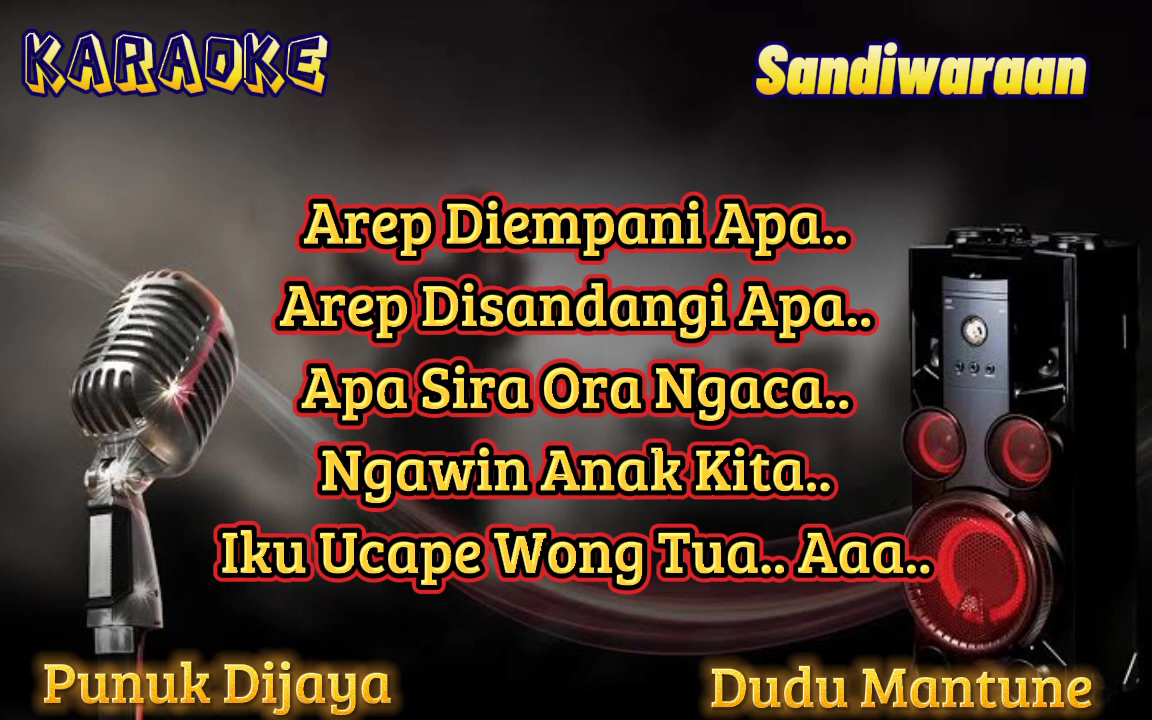 KARAOKE
Sandiwaraan
Arep Diempani Apa..
Arep Disandangi Apa..
Apa Sira Ora Ngaca..
Ngawin Anak Kita..
Iku Ucape Wong Tua.. Aaa..
Punuk Dijaya
Dudu Mantune